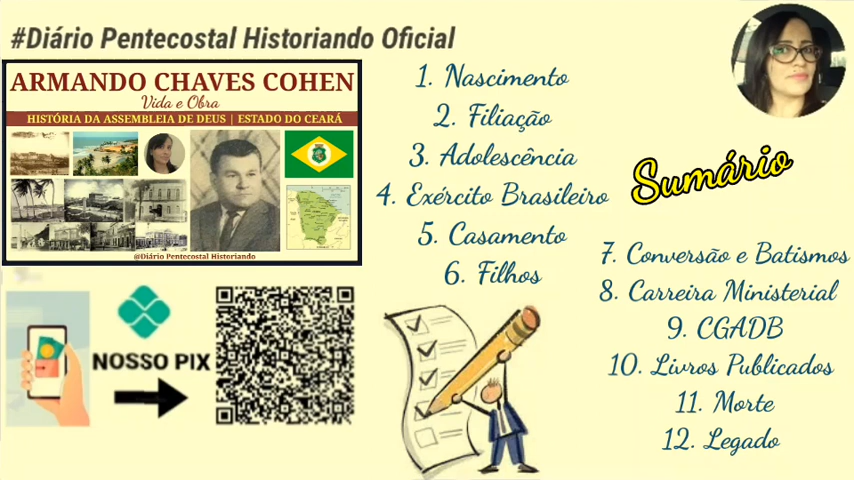 #Diário Pentecostal Historiando Oficial
ARMANDO CHAVES COHEN
Vida e Obra
HISTÓRIA DA ASSEMBLEIA DE DEUS | ESTADO DO CEARÁ
@Diário Pentecostal Historiando
NOSSO PIX
1. Nascimento
2. Filiação
3. Adolescência
4. Exército Brasileiro
5. Casamento
6. Filhos
Sumário
7. Conversão e Batismos
8. Carreira Ministerial
9. CGADB
10. Livros Publicados
11. Morte
12. Legado